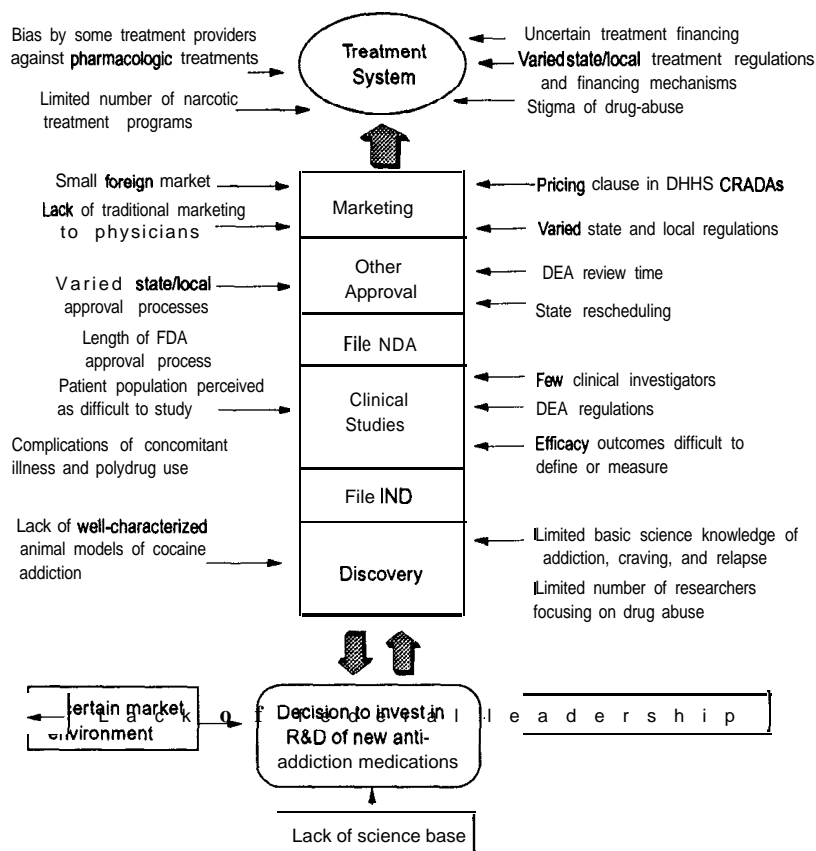 Bias by some treatment providers
against pharmacologic treatments
Limited number of narcotic
treatment programs
Treatment
System
Uncertain treatment financing
Varied state/local treatment regulations
and financing mechanisms
Stigma of drug-abuse
Small foreign market
Lack of traditional marketing
to physicians
Marketing
Pricing clause in DHHS CRADAs
Varied state and local regulations
Varied state/local
approval processes
Other
Approval
DEA review time
State rescheduling
Length of FDA
approval process
File NDA
Patient population perceived
as difficult to study
Complications of concomitant
illness and polydrug use
Clinical
Studies
Few clinical investigators
DEA regulations
Efficacy outcomes difficult to
define or measure
File IND
Lack of well-characterized
animal models of cocaine
addiction
Discovery
Limited basic science knowledge of
addiction, craving, and relapse
Limited number of researchers
focusing on drug abuse
ertain market
environment
Decision to invest in
R&D of new anti-
addiction medications
Lack of federal leadership
Lack of science base